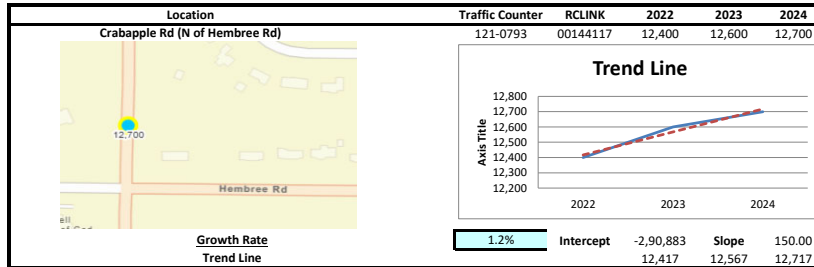 Location Traffic Counter RCLINK 2022 2023 2024
Crabapple Rd (N of Hembree Rd) 121-0793 00144117 12,400 12,600 12,700
12,700
Hembree Rd
ell
of God
Trend Line
Axis Title
12,800
12,700
12,600
12,500
12,400
12,300
12,200
2022 2023 2024
Growth Rate 1.2% Intercept -2,90,883 Slope 150.00
Trend Line 12,417 12,567 12,717